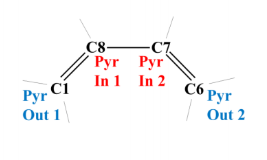 C8 C7
Pyr Pyr
In 1 In 2
C1 C6
Pyr Pyr
Out 1 Out 2